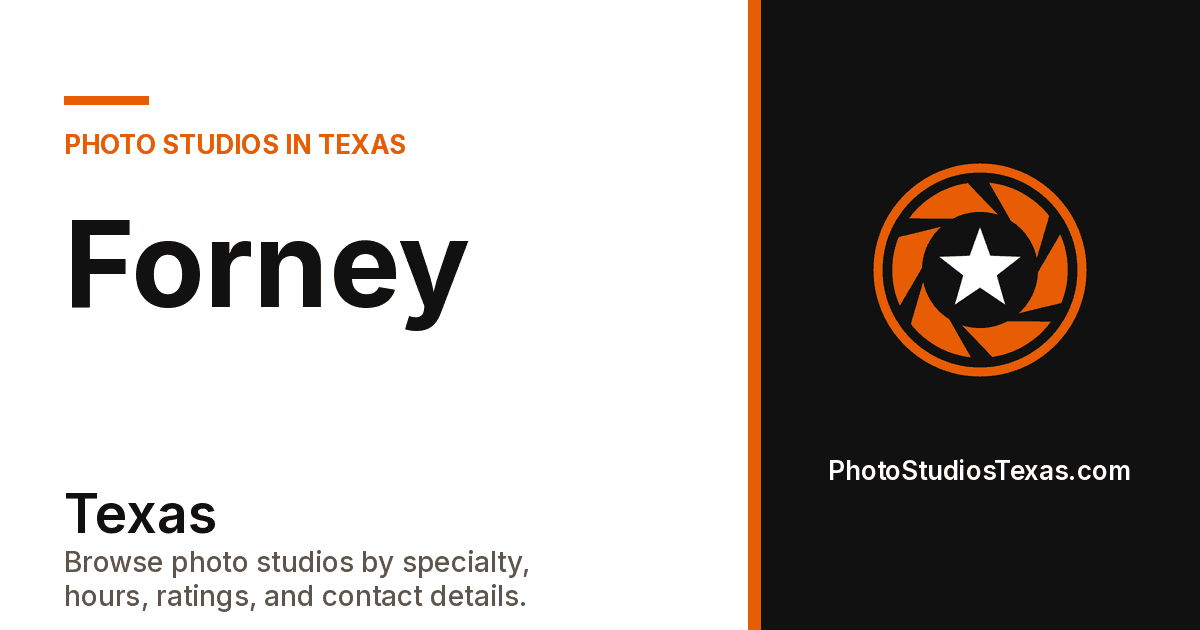 PHOTO STUDIOS IN TEXAS
Forney
Texas
Browse photo studios by specialty,
hours, ratings, and contact details.
PhotoStudiosTexas.com